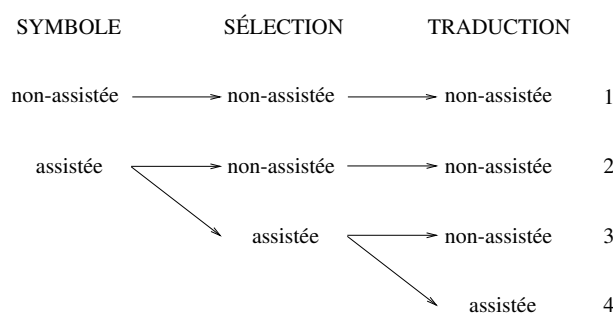 SYMBOLE SÉLECTION TRADUCTION
non-assistée non-assistée non-assistée 1
assistée non-assistée non-assistée 2
assistée non-assistée 3
assistée 4